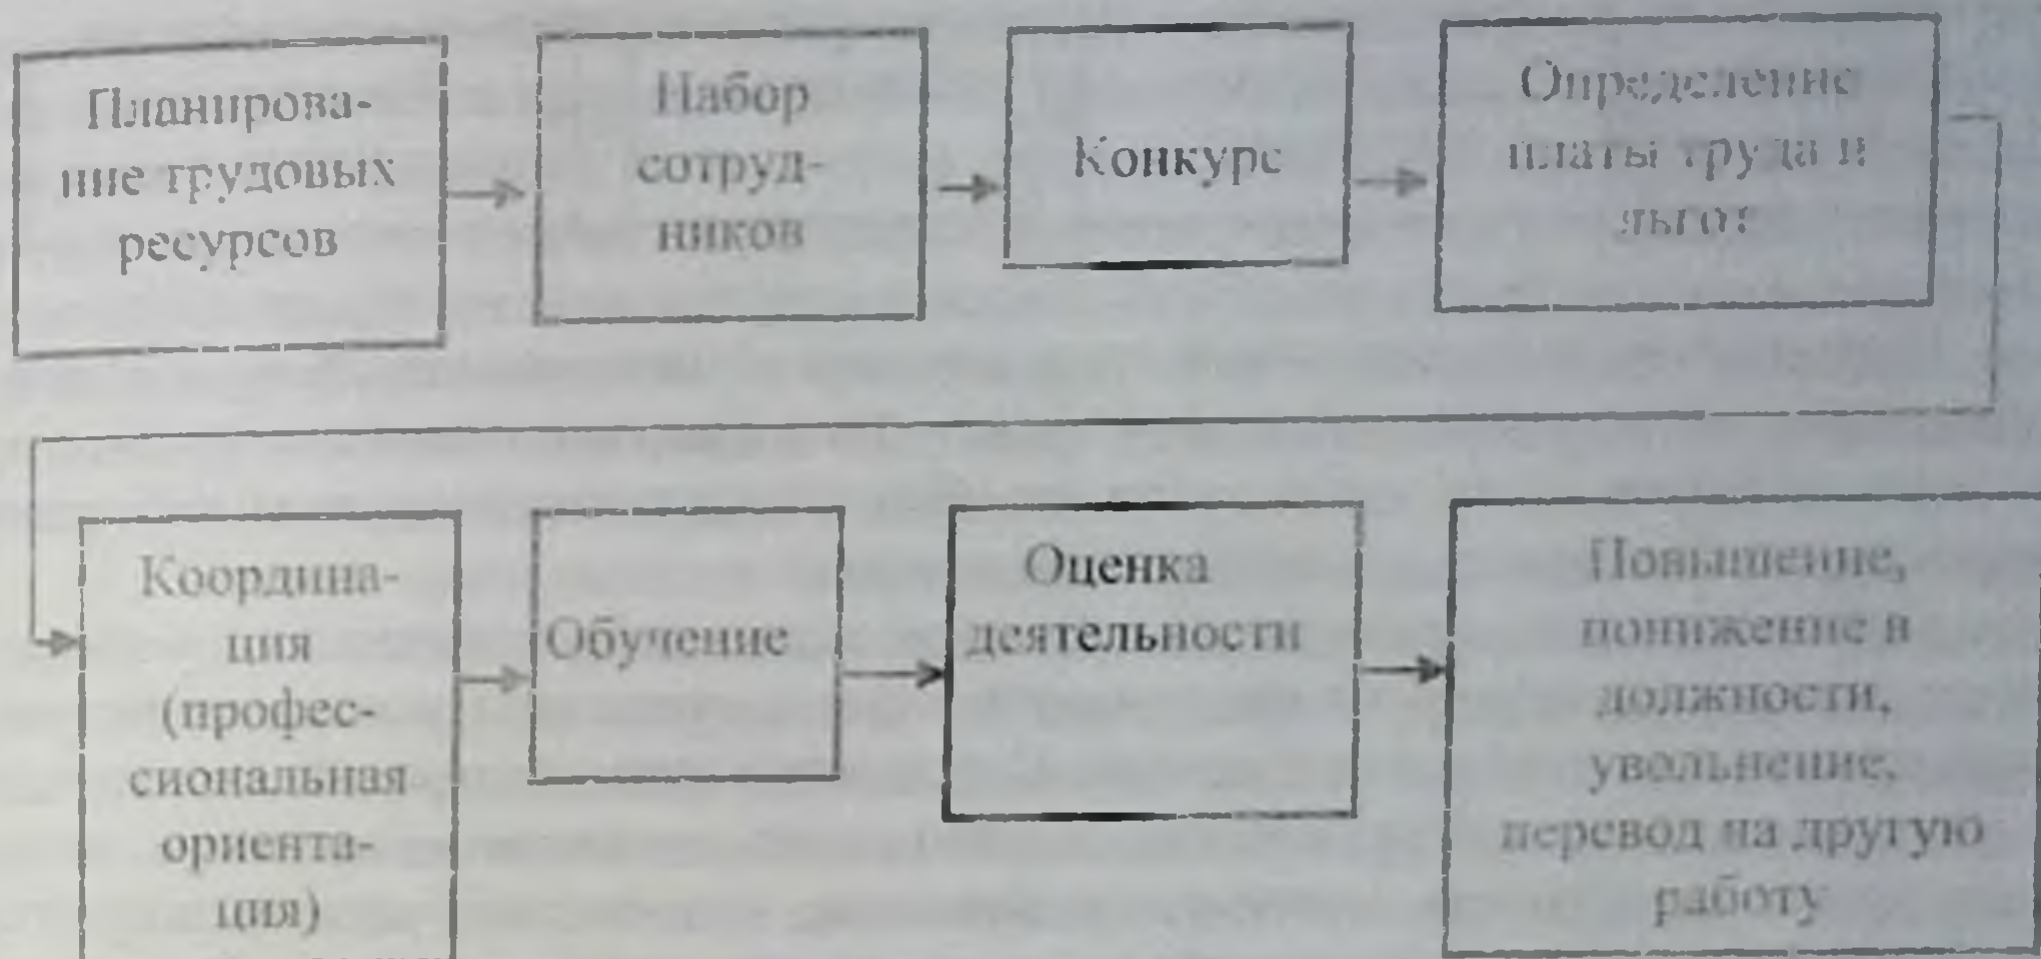 Планирова-
ние трудовых
ресурсов
Набор
сотруд-
ников
Конкурс
Определение
платы труда и
льгот
Координа-
ция
(профес-
сиональная
ориента-
ция)
Обучение
Оценка
деятельности
Повышение,
понижение в
должности,
увольнение,
перевод на другую
работу